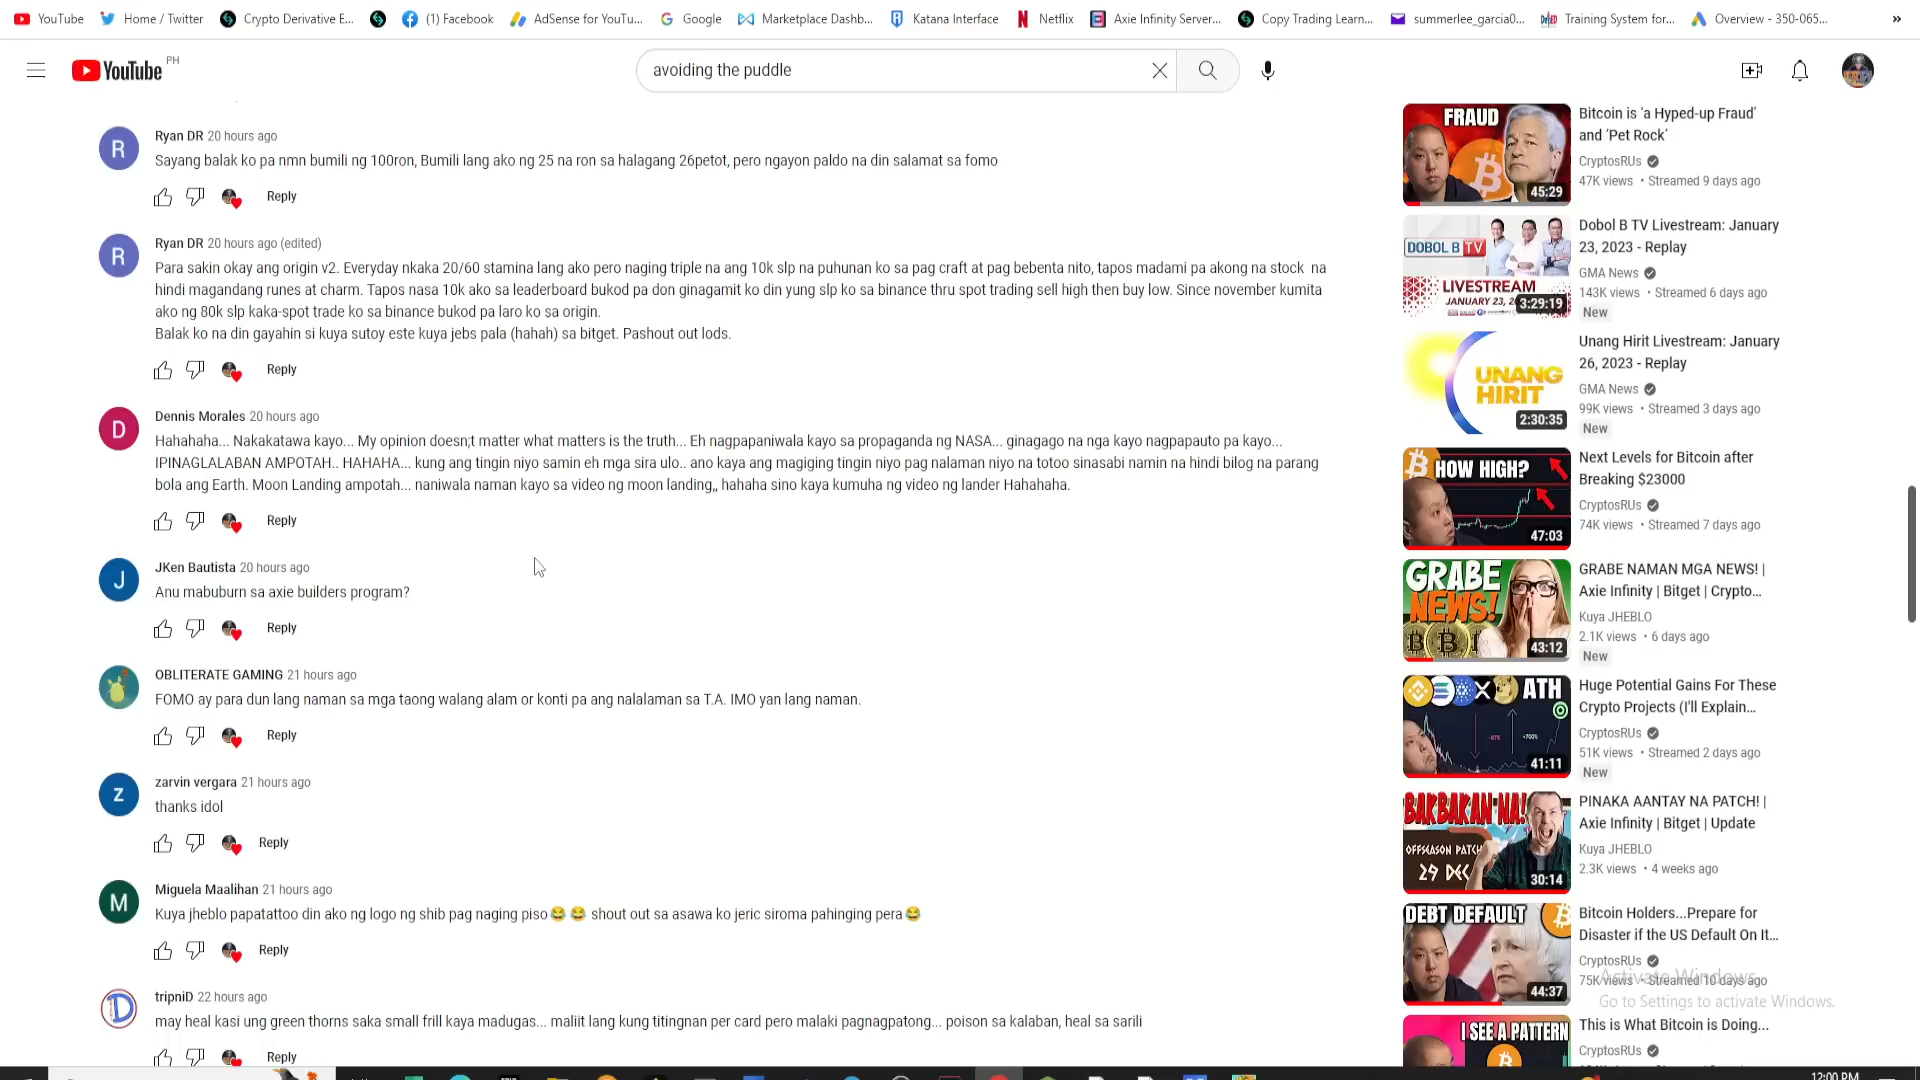 YouTube
Home / Twitter
Crypto Derivative E...
(1) Facebook
AdSense for YouTu...
Google
Marketplace Dashb...
Katana Interface
Netflix
Axie Infinity Server...
Copy Trading Learn...
summerlee_garcia0...
Training System for...
Overview - 350-065...
»
YouTube PH
avoiding the puddle
Ryan DR 20 hours ago
Sayang balak ko pa nmn bumili ng 100ron, Bumili lang ako ng 25 na ron sa halagang 26petot, pero ngayon paldo na din salamat sa fomo
Reply
Ryan DR 20 hours ago (edited)
Para sakin okay ang origin v2. Everyday nkaka 20/60 stamina lang ako pero naging triple na ang 10k slp na puhunan ko sa pag craft at pag bebenta nito, tapos madami pa akong na stock na
hindi magandang runes at charm. Tapos nasa 10k ako sa leaderboard bukod pa don ginagamit ko din yung slp ko sa binance thru spot trading sell high then buy low. Since november kumita
ako ng 80k slp kaka-spot trade ko sa binance bukod pa laro ko sa origin.
Balak ko na din gayahin si kuya sutoy este kuya jebs pala (hahah) sa bitget. Pashout out lods.
Reply
Dennis Morales 20 hours ago
Hahahaha... Nakakatawa kayo... My opinion doesn;t matter what matters is the truth... Eh nagpapaniwala kayo sa propaganda ng NASA... ginagago na nga kayo nagpapauto pa kayo...
IPINAGLALABAN AMPOTAH.. HAHAHA... kung ang tingin niyo samin eh mga sira ulo.. ano kaya ang magiging tingin niyo pag nalaman niyo na totoo sinasabi namin na hindi bilog na parang
bola ang Earth. Moon Landing ampotah... naniwala naman kayo sa video ng moon landing,, hahaha sino kaya kumuha ng video ng lander Hahahaha.
Reply
JKen Bautista 20 hours ago
Anu mabuburn sa axie builders program?
Reply
OBLITERATE GAMING 21 hours ago
FOMO ay para dun lang naman sa mga taong walang alam or konti pa ang nalalaman sa T.A. IMO yan lang naman.
Reply
zarvin vergara 21 hours ago
thanks idol
Reply
Miguela Maalihan 21 hours ago
Kuya jheblo papatattoo din ako ng logo ng shib pag naging piso😂 😂 shout out sa asawa ko jeric siroma pahinging pera😂
Reply
tripniD 22 hours ago
may heal kasi ung green thorns saka small frill kaya madugas... maliit lang kung titingnan per card pero malaki pagnagpatong... poison sa kalaban, heal sa sarili
Reply
FRAUD
45:29
Bitcoin is ‘a Hyped-up Fraud’
and ‘Pet Rock’
CryptosRUs
47K views • Streamed 9 days ago
DOBOL B TV
LIVESTREAM
JANUARY 23, 20
3:29:19
Dobol B TV Livestream: January
23, 2023 - Replay
GMA News
143K views • Streamed 6 days ago
New
UNANG
HIRIT
2:30:35
Unang Hirit Livestream: January
26, 2023 - Replay
GMA News
99K views • Streamed 3 days ago
New
HOW HIGH?
47:03
Next Levels for Bitcoin after
Breaking $23000
CryptosRUs
74K views • Streamed 7 days ago
GRABE
NEWS!
43:12
GRABE NAMAN MGA NEWS! |
Axie Infinity | Bitget | Crypto...
Kuya JHEBLO
2.1K views • 6 days ago
New
ATH
-87%
+700%
41:11
Huge Potential Gains For These
Crypto Projects (I'll Explain...
CryptosRUs
51K views • Streamed 2 days ago
New
BAKBAKAN NA!
OFFSEASON PATCH
29 DEC
30:14
PINAKA AANTAY NA PATCH! |
Axie Infinity | Bitget | Update
Kuya JHEBLO
2.3K views • 4 weeks ago
DEBT DEFAULT
44:37
Bitcoin Holders...Prepare for
Disaster if the US Default On It...
CryptosRUs
75K views • Streamed 10 days ago
Activate Windows
Go to Settings to activate Windows.
I SEE A PATTERN
This is What Bitcoin is Doing...
CryptosRUs
12:00 PM